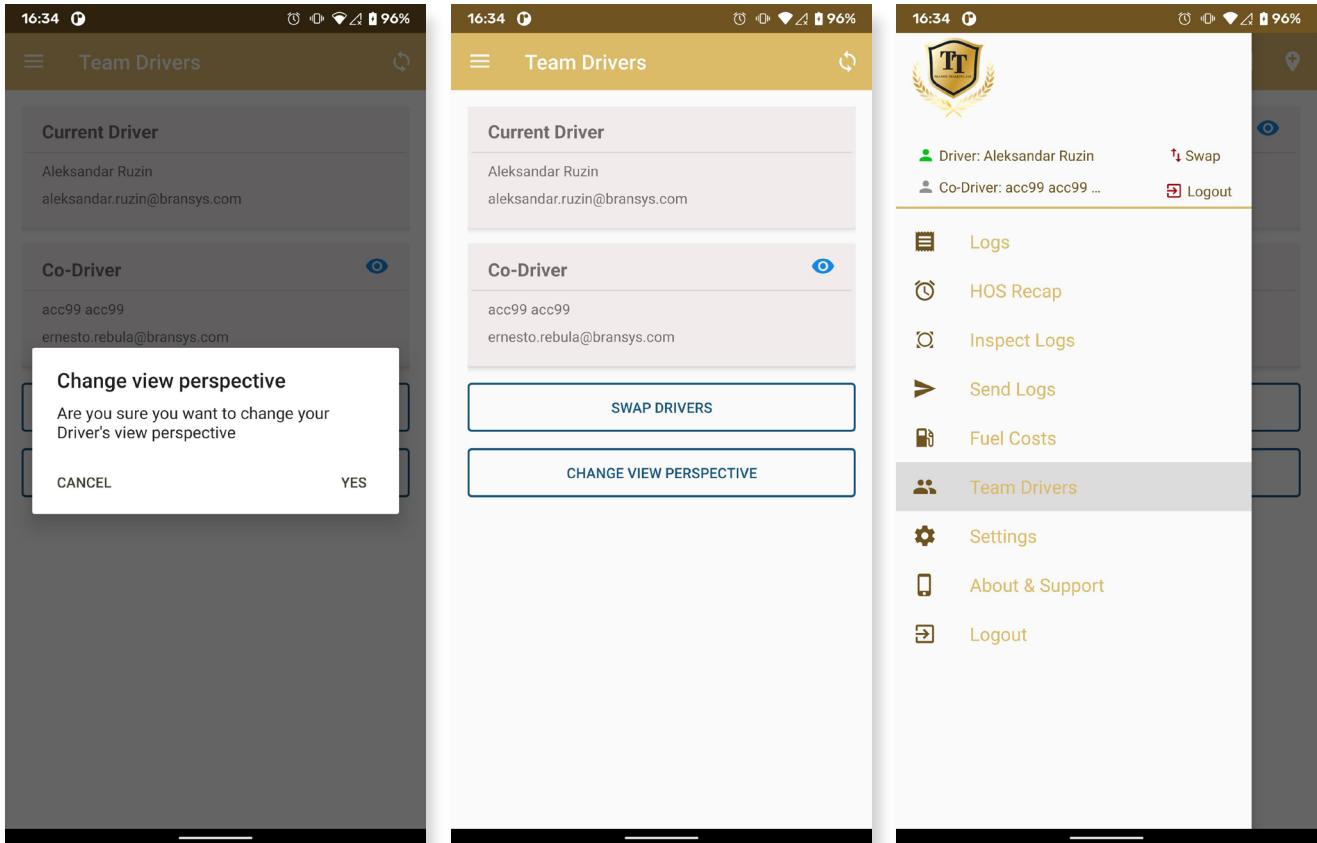 16:34
96%
Team Drivers
Current Driver
Aleksandar Ruzin
aleksandar.ruzin@bransys.com
Co-Driver
acc99 acc99
ernesto.rebula@bransys.com
Change view perspective
Are you sure you want to change your
Driver's view perspective
CANCEL YES
16:34
96%
Team Drivers
Current Driver
Aleksandar Ruzin
aleksandar.ruzin@bransys.com
Co-Driver
acc99 acc99
ernesto.rebula@bransys.com
SWAP DRIVERS
CHANGE VIEW PERSPECTIVE
16:34
96%
TT
Driver: Aleksandar Ruzin
Swap
Co-Driver: acc99 acc99 ...
Logout
Logs
HOS Recap
Inspect Logs
Send Logs
Fuel Costs
Team Drivers
Settings
About & Support
Logout